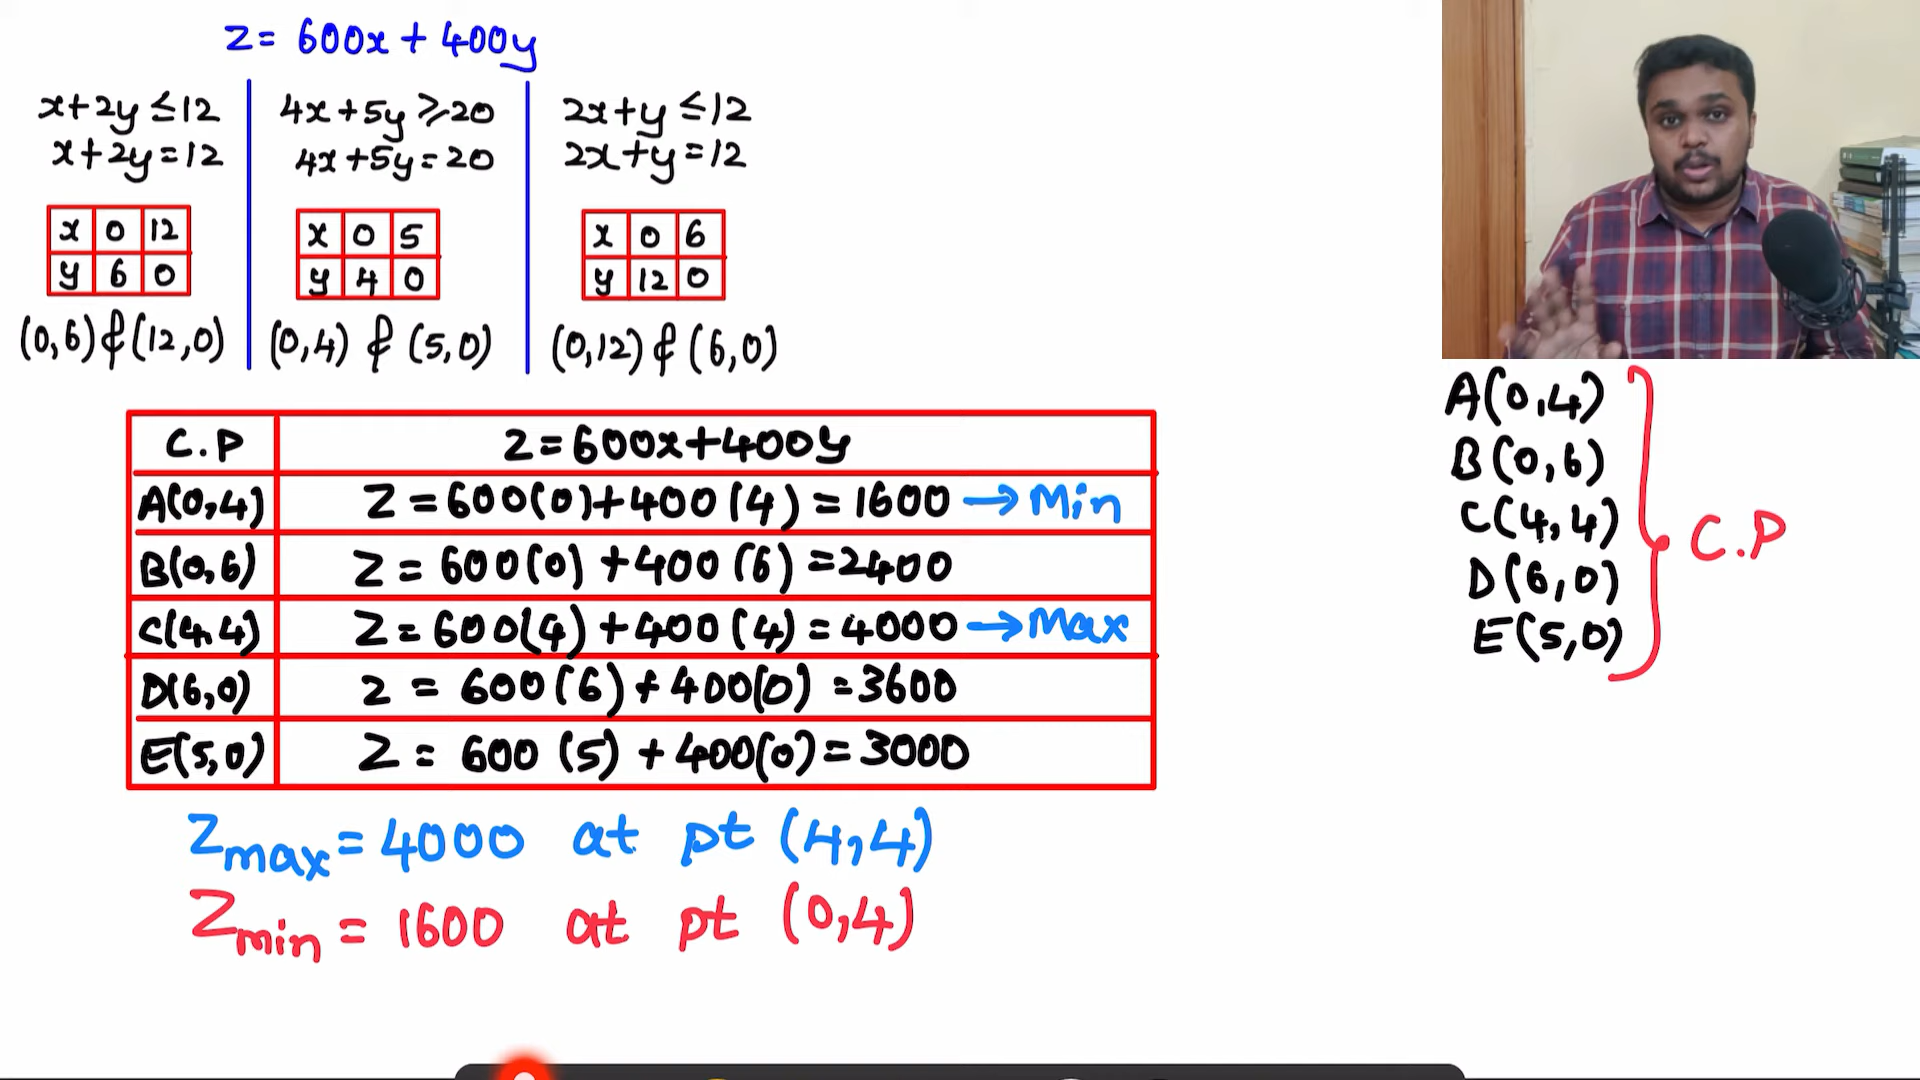 Z = 600x + 400y
x+2y ≤ 12
x+2y = 12
x 0 12
y 6 0
(0,6) & (12,0)
4x+5y ≥ 20
4x+5y = 20
x 0 5
y 4 0
(0,4) & (5,0)
2x+y ≤ 12
2x+y = 12
x 0 6
y 12 0
(0,12) & (6,0)
C.P Z = 600x+400y
A(0,4) Z = 600(0)+400(4) = 1600 → Min
B(0,6) Z = 600(0) + 400(6) = 2400
C(4,4) Z = 600(4) + 400(4) = 4000 → Max
D(6,0) Z = 600(6) + 400(0) = 3600
E(5,0) Z = 600(5) + 400(0) = 3000
Zmax = 4000 at pt (4,4)
Zmin = 1600 at pt (0,4)
A(0,4)
B(0,6)
C(4,4)
D(6,0)
E(5,0)
C.P